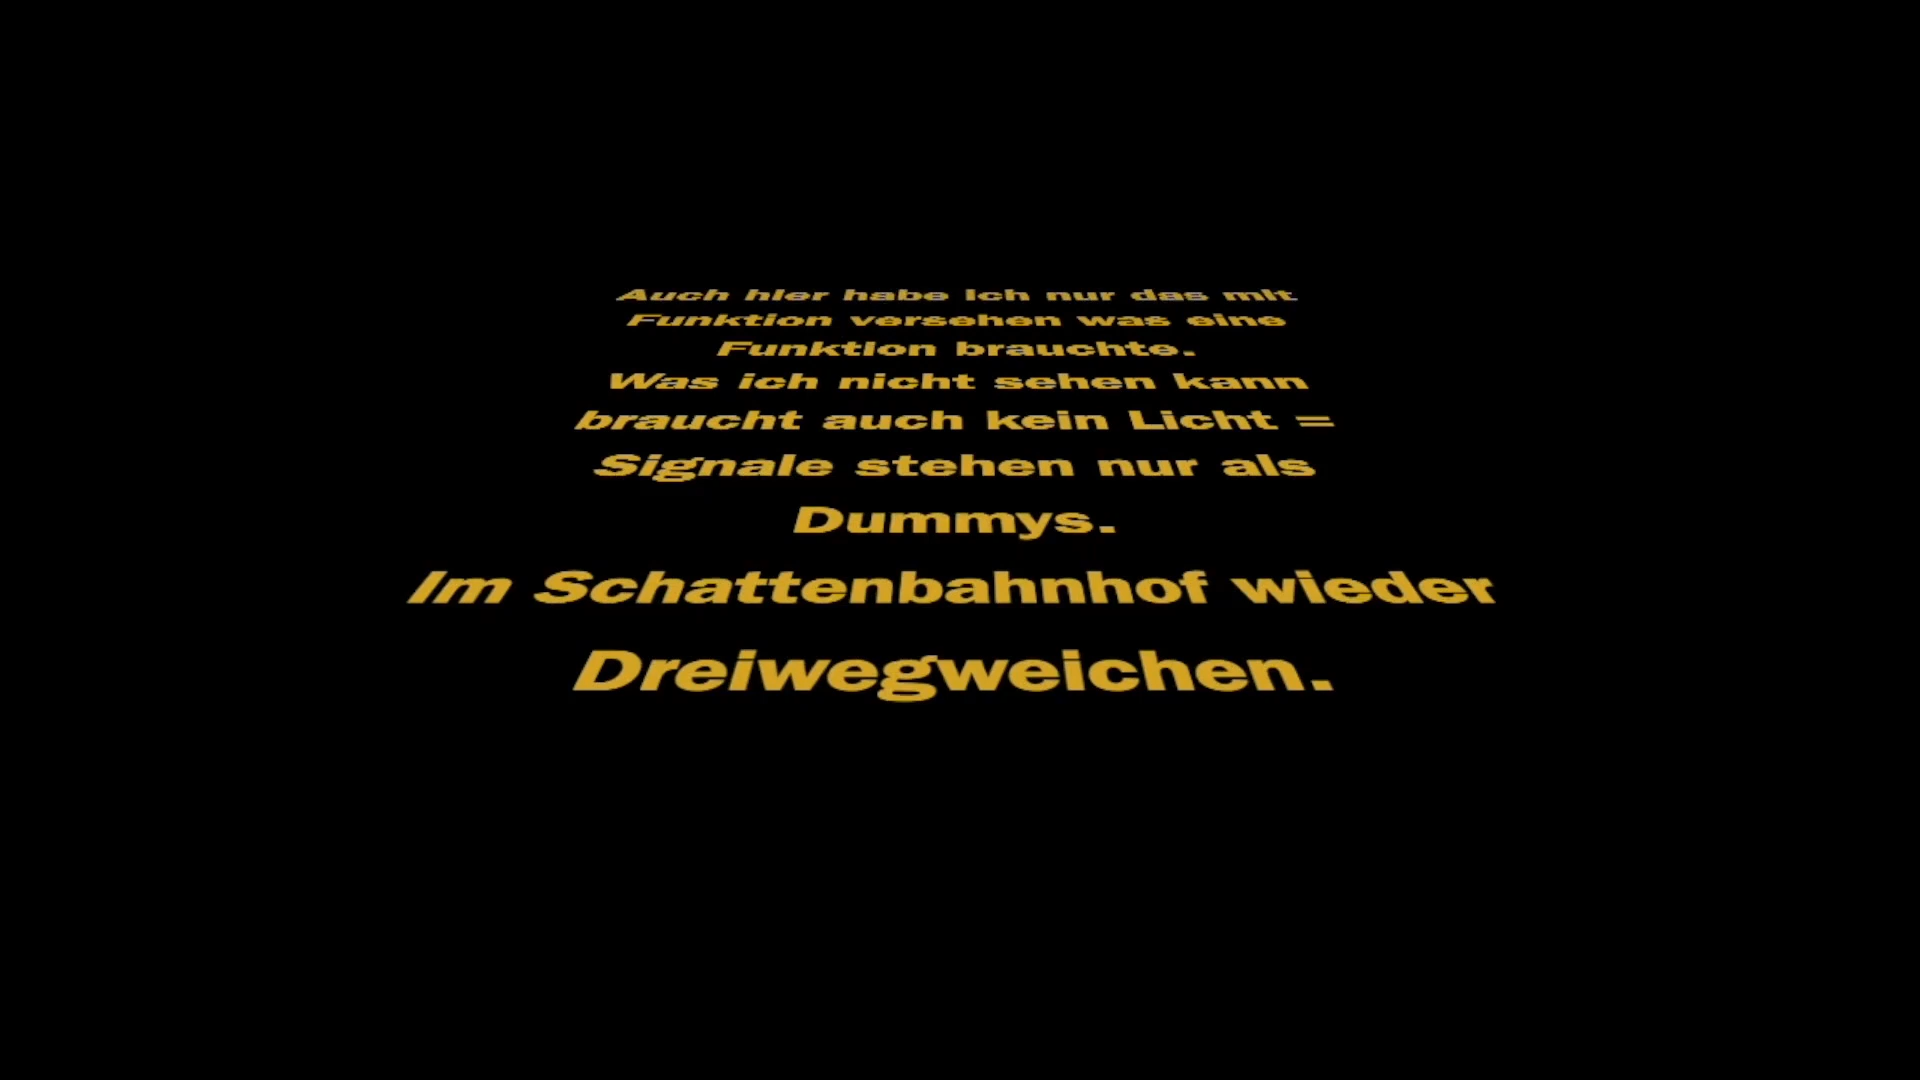 Auch hier habe ich nur das mit
Funktion versehen was eine
Funktion brauchte.
Was ich nicht sehen kann
braucht auch kein Licht =
Signale stehen nur als
Dummys.
Im Schattenbahnhof wieder
Dreiwegweichen.